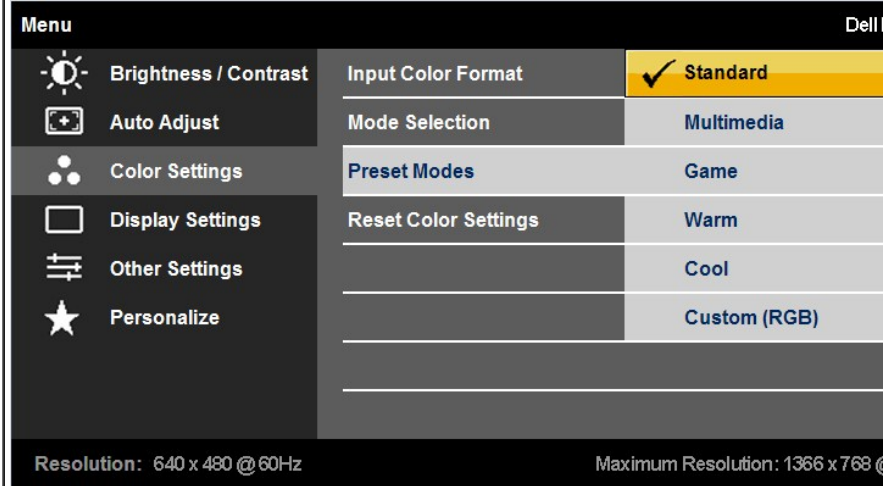 Menu
Dell
Brightness / Contrast
Input Color Format
Standard
Auto Adjust
Mode Selection
Multimedia
Color Settings
Preset Modes
Game
Display Settings
Reset Color Settings
Warm
Other Settings
Cool
Personalize
Custom (RGB)
Resolution: 640 x 480 @ 60Hz
Maximum Resolution: 1366 x 768 @